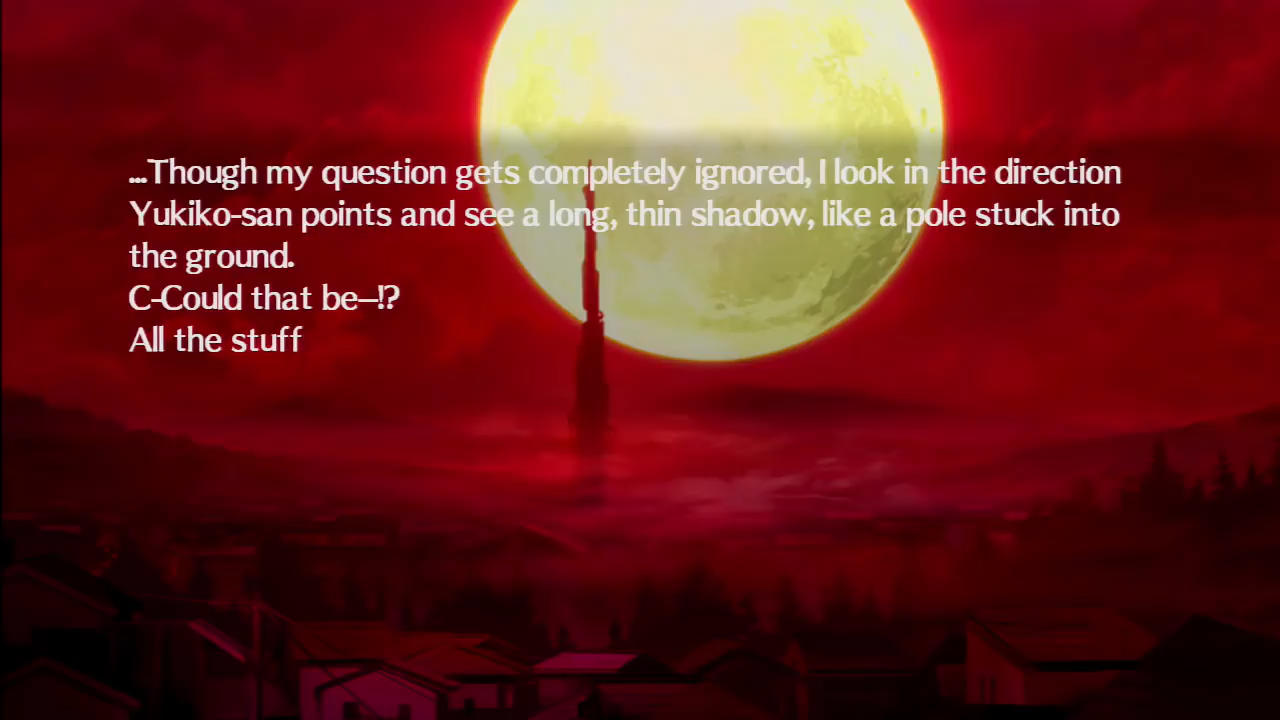 ...Though my question gets completely ignored, I look in the direction
Yukiko-san points and see a long, thin shadow, like a pole stuck into
the ground.
C-Could that be—!?
All the stuff